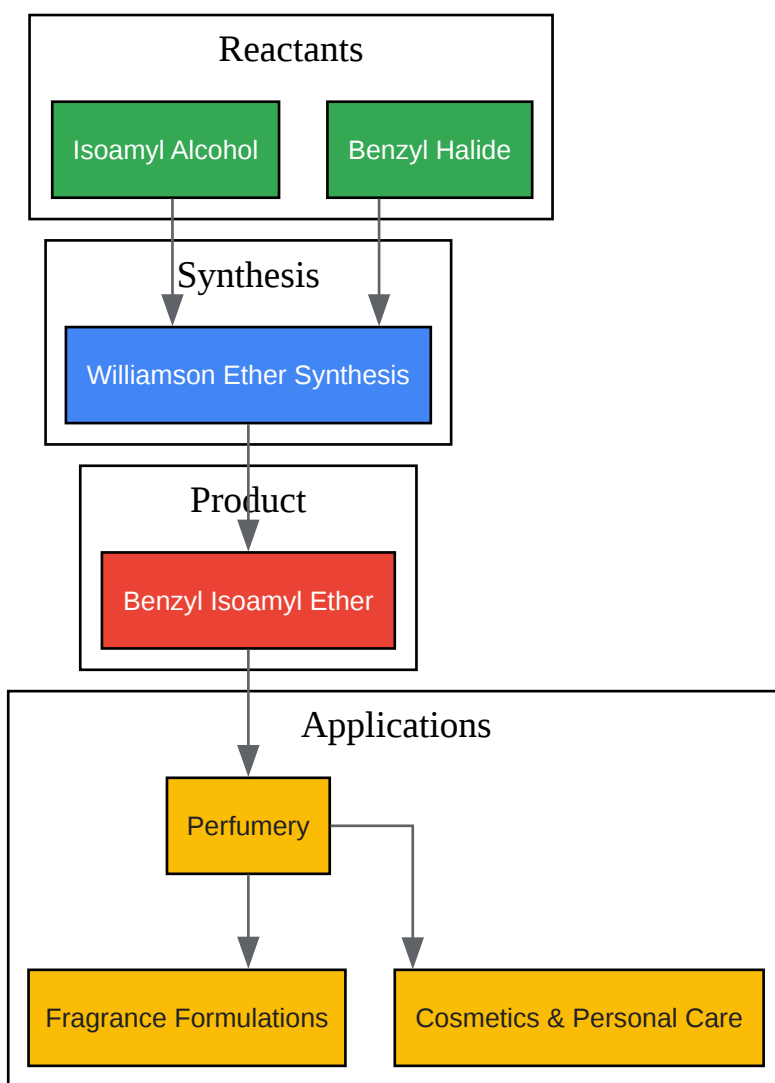 Reactants
Isoamyl Alcohol
Benzyl Halide
Synthesis
Williamson Ether Synthesis
Product
Benzyl Isoamyl Ether
Applications
Perfumery
Fragrance Formulations
Cosmetics & Personal Care